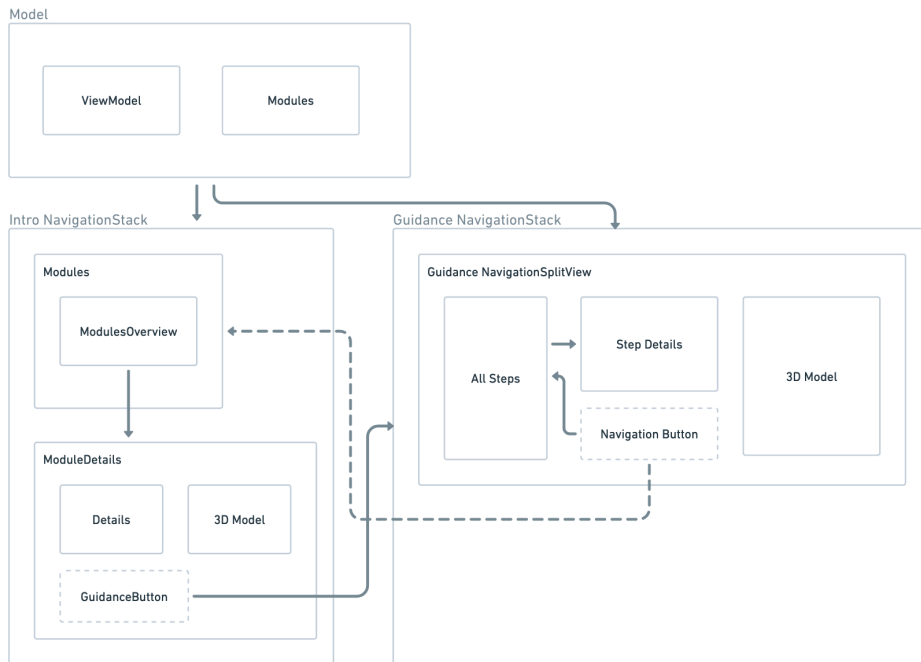 Model
ViewModel
Modules
Intro NavigationStack
Modules
ModulesOverview
ModuleDetails
Details
3D Model
GuidanceButton
Guidance NavigationStack
Guidance NavigationSplitView
All Steps
Step Details
Navigation Button
3D Model